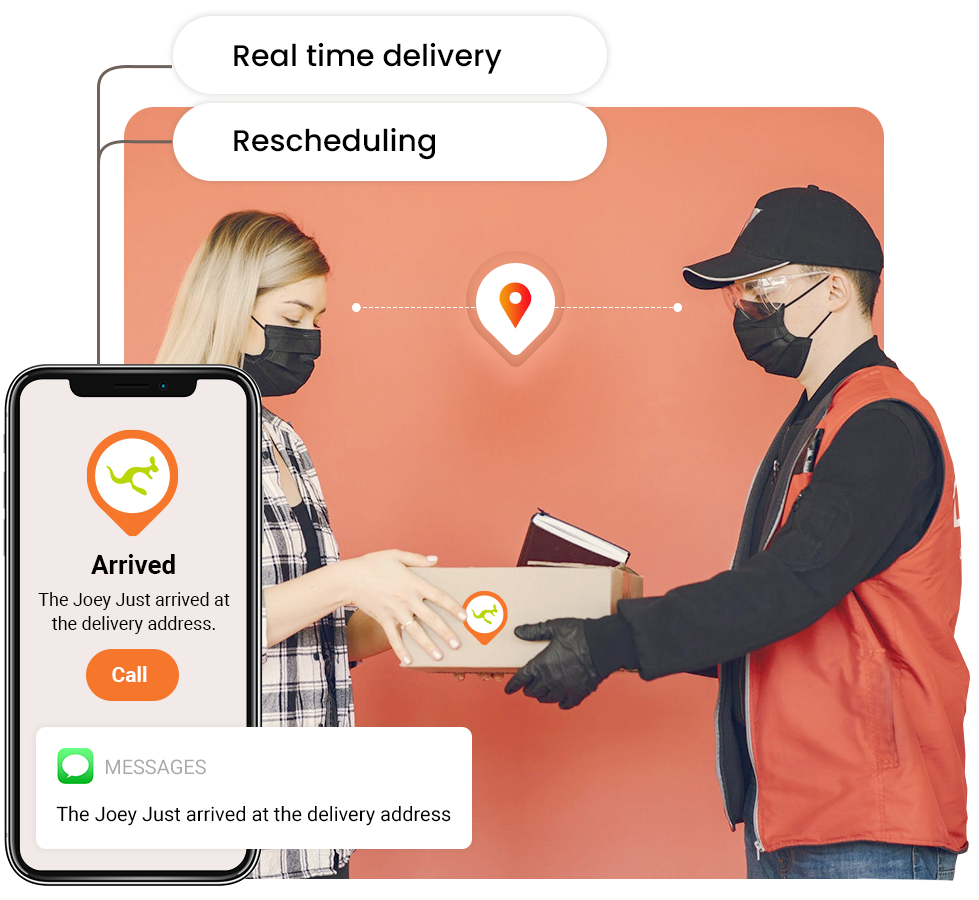 Real time delivery
Rescheduling
Arrived
The Joey Just arrived at
the delivery address.
Call
MESSAGES
The Joey Just arrived at the delivery address